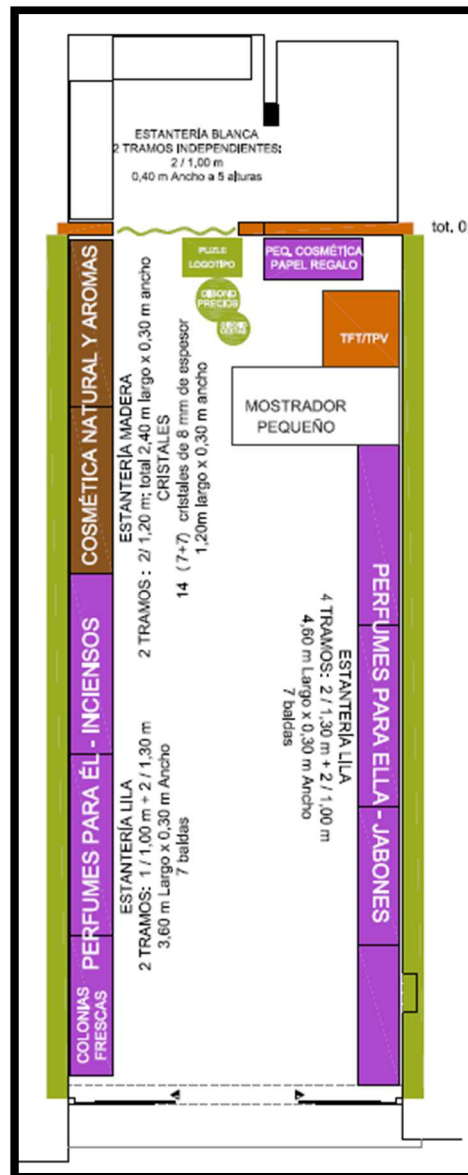 ESTANTERÍA BLANCA
2 TRAMOS INDEPENDIENTES:
2 / 1,00 m
0,40 m Ancho a 5 alturas
tot. 0
PUZLE
LOGOTIPO
PEQ. COSMÉTICA
PAPEL REGALO
DIBOND
PRECIOS
TFT/TPV
MOSTRADOR
PEQUEÑO
COSMÉTICA NATURAL Y AROMAS
ESTANTERÍA MADERA
2 TRAMOS : 2/ 1,20 m; total 2,40 m largo x 0,30 m ancho
CRISTALES
14 (7+7) cristales de 8 mm de espesor
1,20m largo x 0,30 m ancho
PERFUMES PARA ÉL - INCIENSOS
COLONIAS
FRESCAS
ESTANTERÍA LILA
2 TRAMOS: 1 / 1,00 m + 2 / 1,30 m
3,60 m Largo x 0,30 m Ancho
7 baldas
PERFUMES PARA ELLA - JABONES
ESTANTERÍA LILA
4 TRAMOS: 2 / 1,30 m + 2 / 1,00 m
4,60 m Largo x 0,30 m Ancho
7 baldas